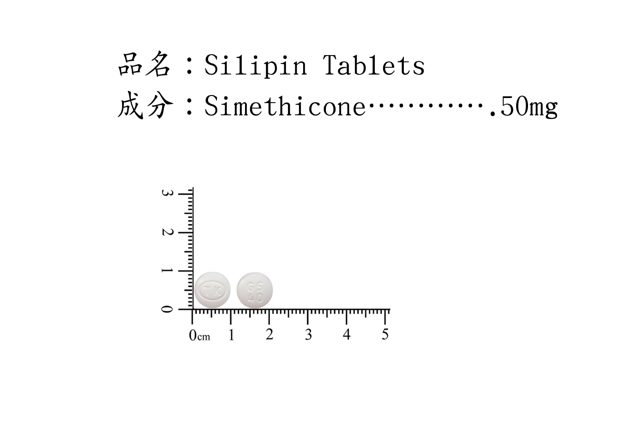 品名：Silipin Tablets
成分：Simethicone………….50mg
3
2
1
0
0cm 1 2 3 4 5